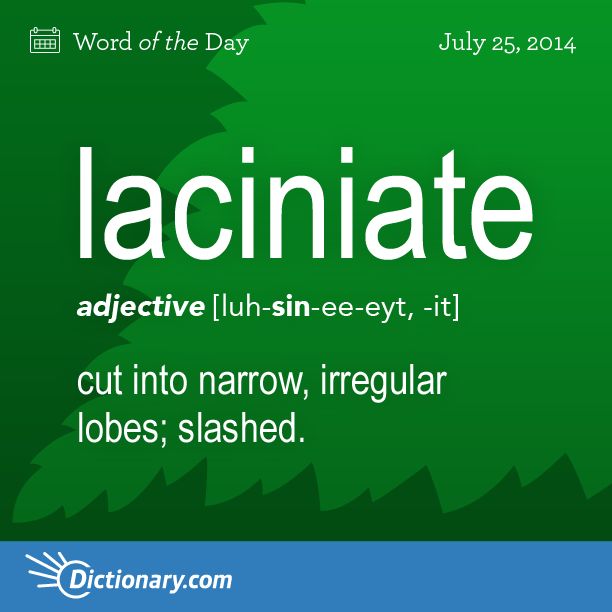 Word of the Day
July 25, 2014
laciniate
adjective [luh-sin-ee-eyt, -it]
cut into narrow, irregular
lobes; slashed.
Dictionary.com